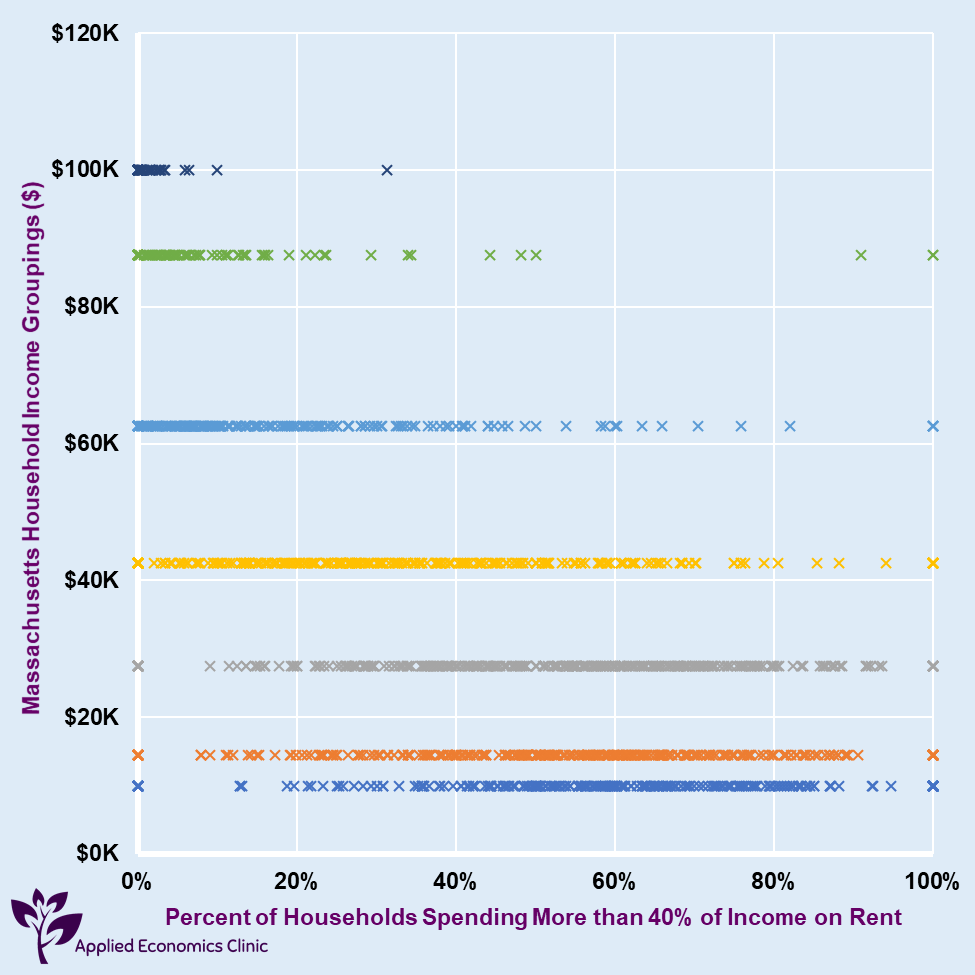 $120K
$100K
$80K
$60K
$40K
$20K
$0K
Massachusetts Household Income Groupings ($)
0% 20% 40% 60% 80% 100%
Percent of Households Spending More than 40% of Income on Rent
Applied Economics Clinic